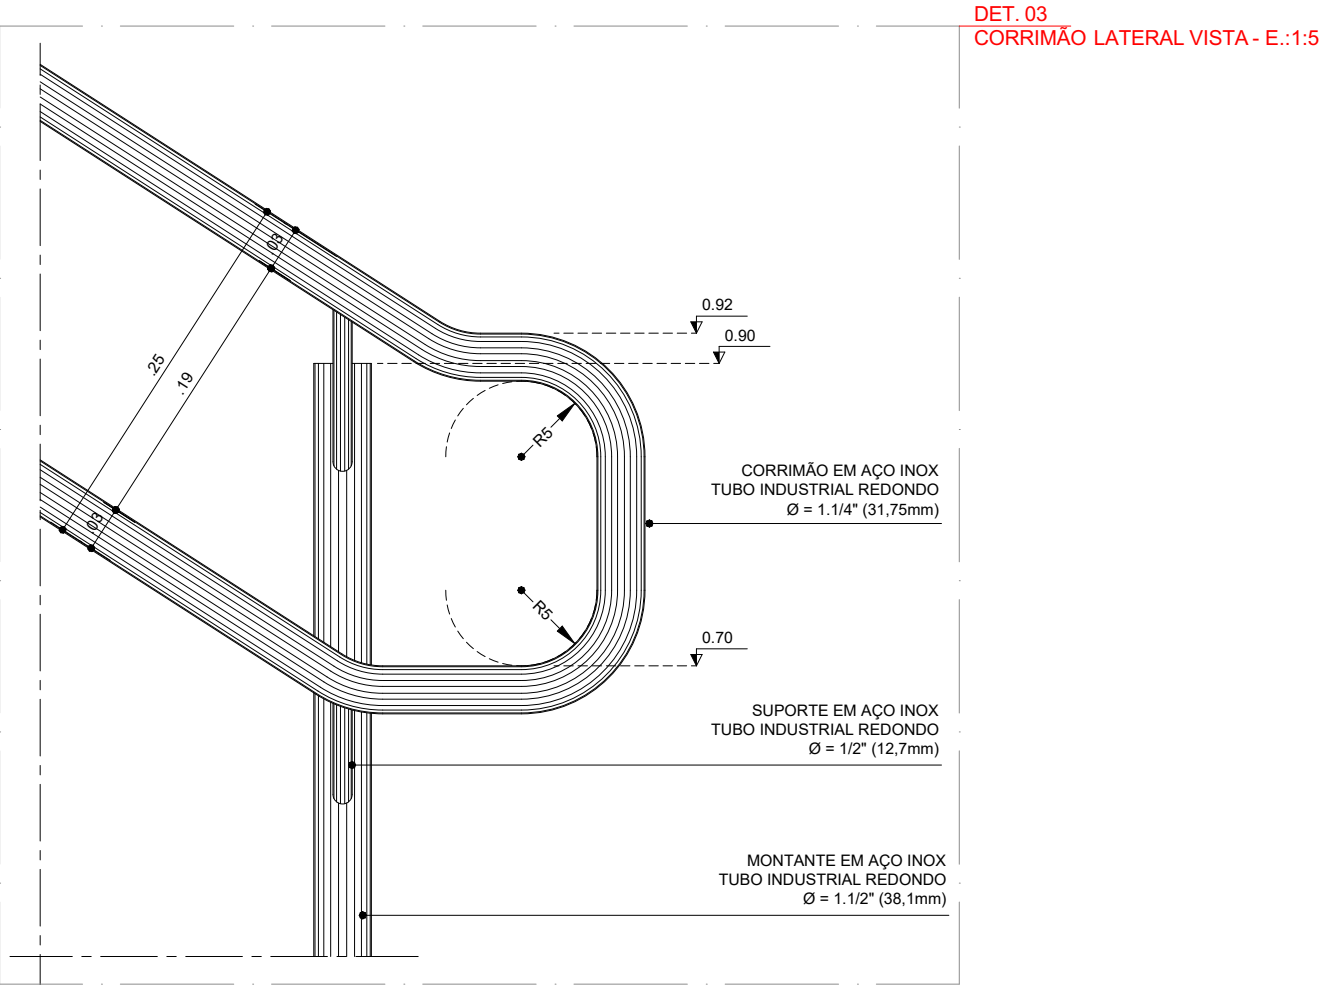 DET. 03
CORRIMÃO LATERAL VISTA - E.:1:5
.03
0.92
0.90
.25
.19
R5
CORRIMÃO EM AÇO INOX
TUBO INDUSTRIAL REDONDO
Ø = 1.1/4" (31,75mm)
.03
R5
0.70
SUPORTE EM AÇO INOX
TUBO INDUSTRIAL REDONDO
Ø = 1/2" (12,7mm)
MONTANTE EM AÇO INOX
TUBO INDUSTRIAL REDONDO
Ø = 1.1/2" (38,1mm)